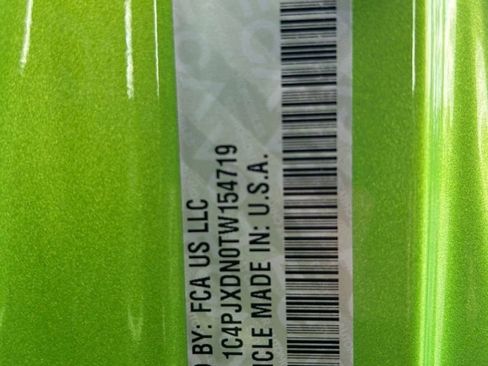 D BY: FCA US LLC
1C4PJXDN0TW154719
ICLE MADE IN: U.S.A.